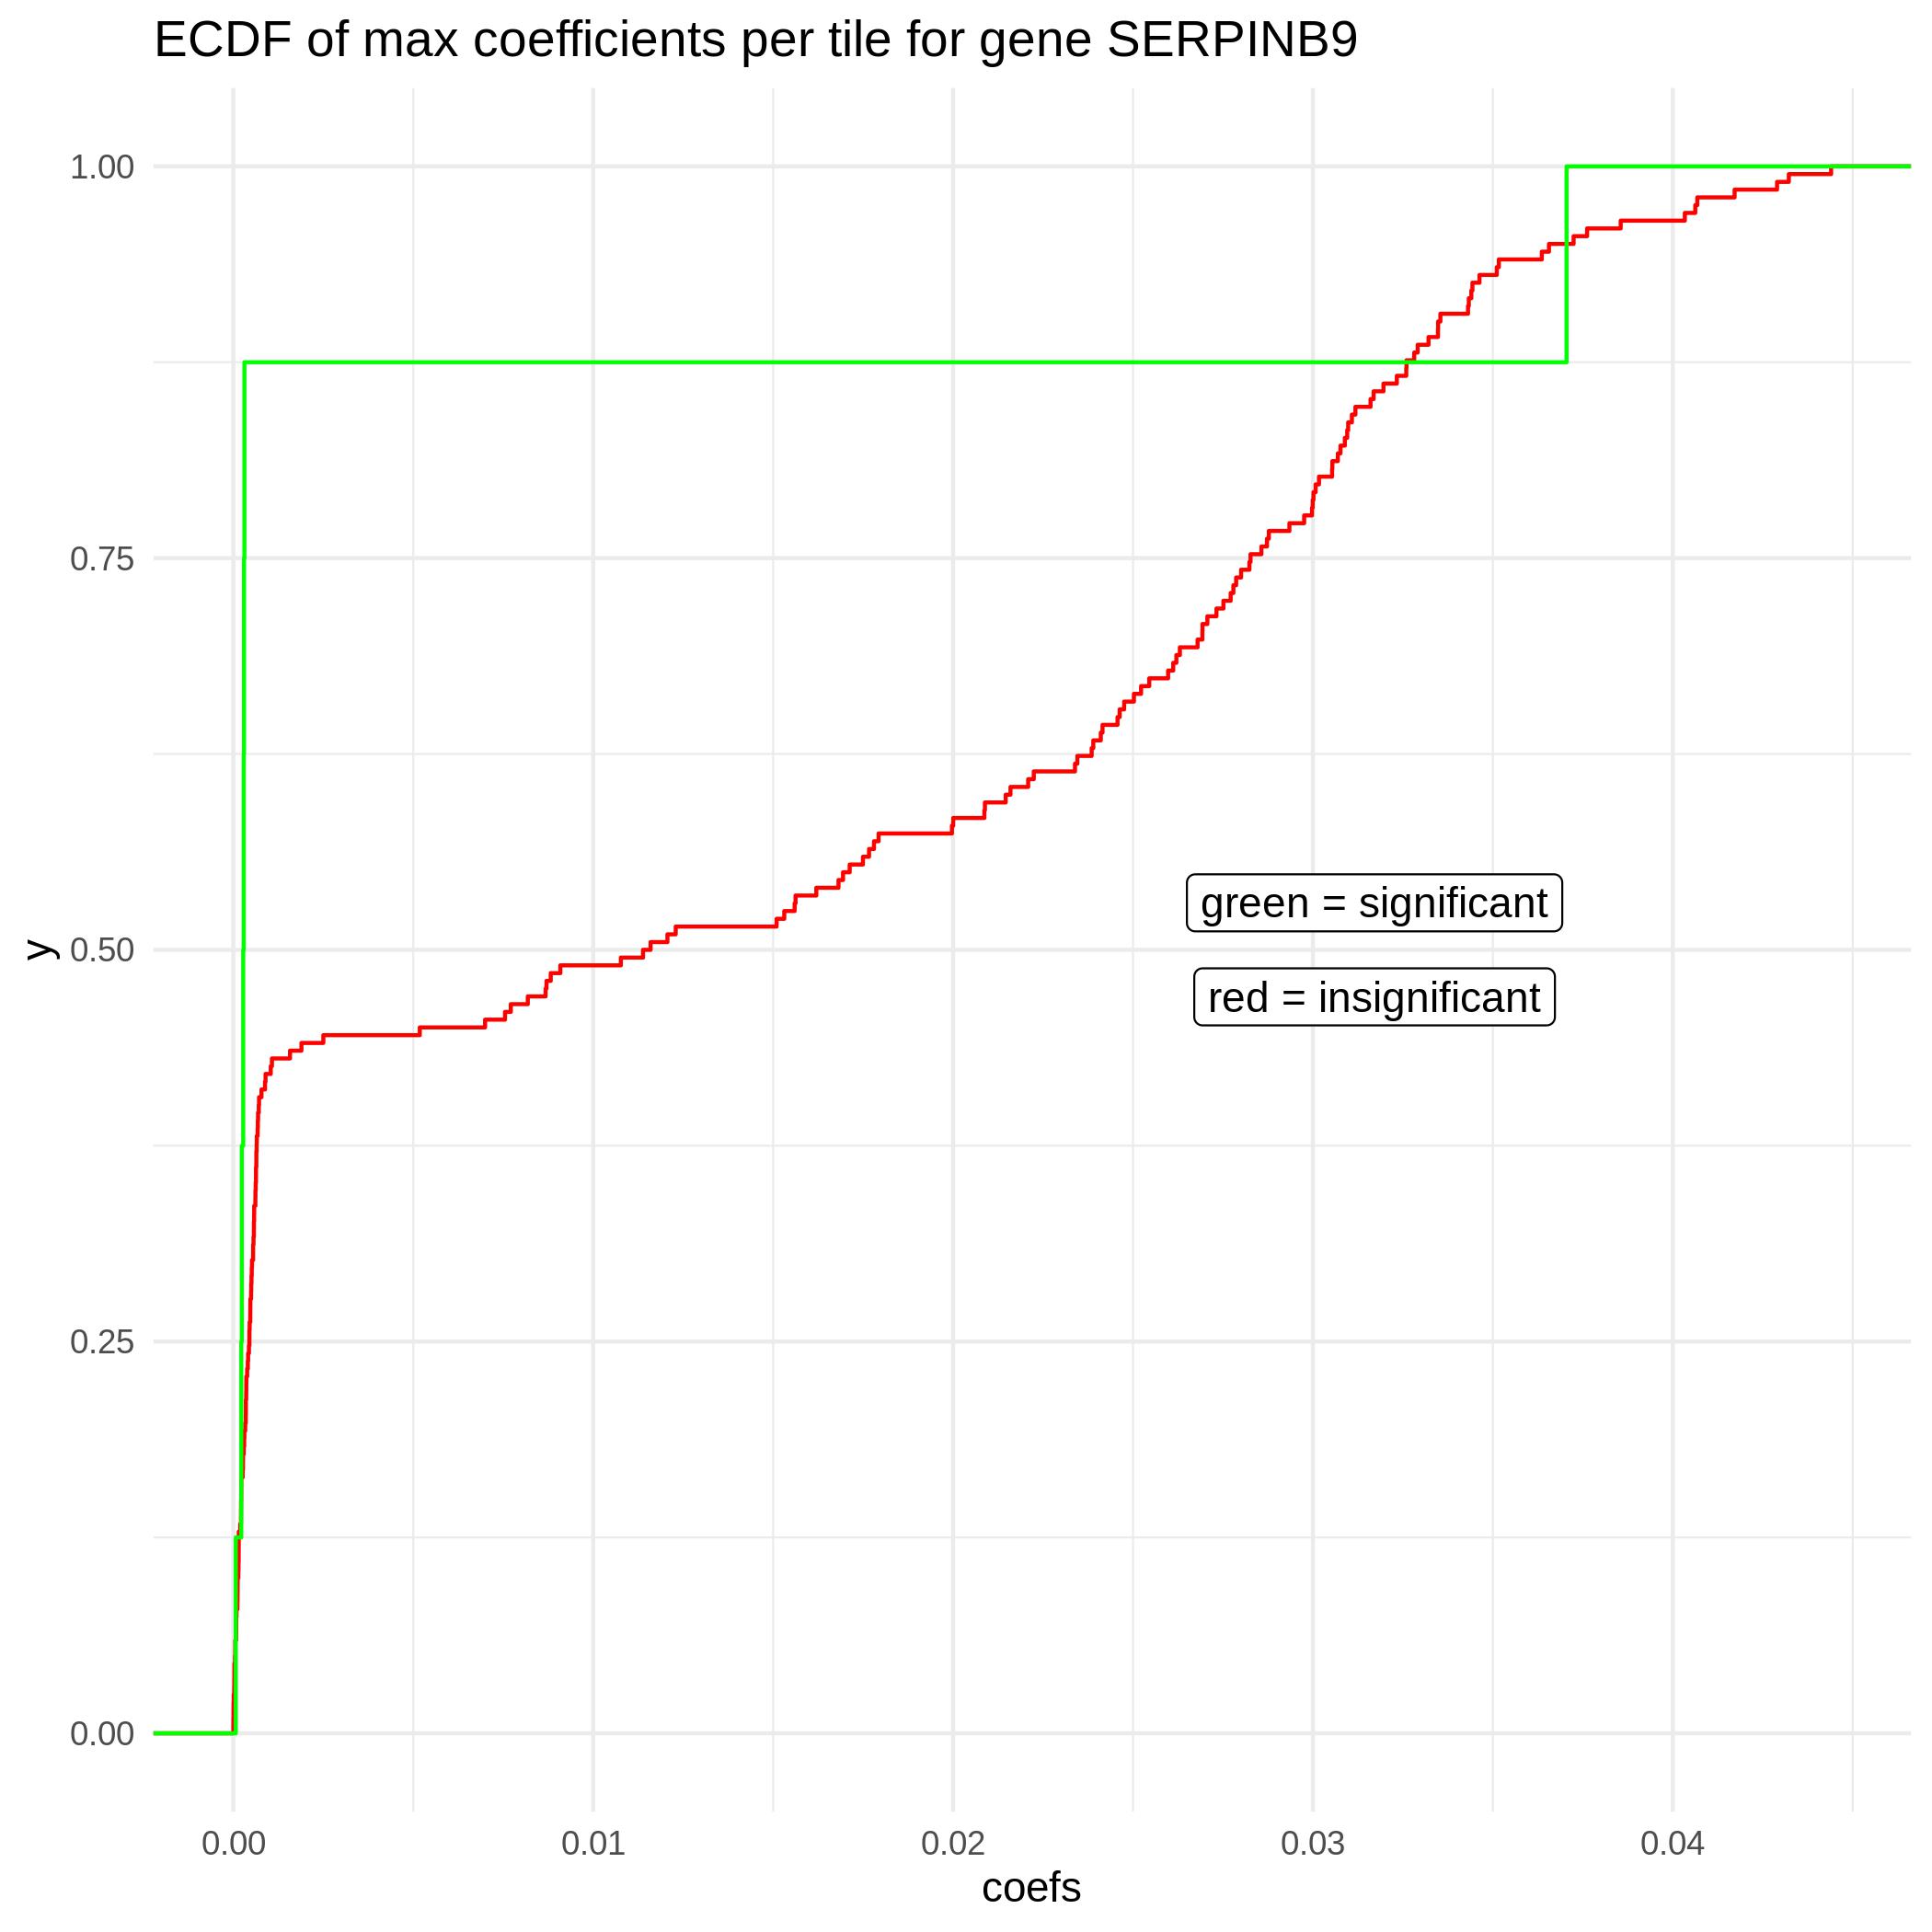 ECDF of max coefficients per tile for gene SERPINB9
1.00
0.75
0.50
0.25
0.00
y
green = significant
red = insignificant
0.00 0.01 0.02 0.03 0.04
coefs